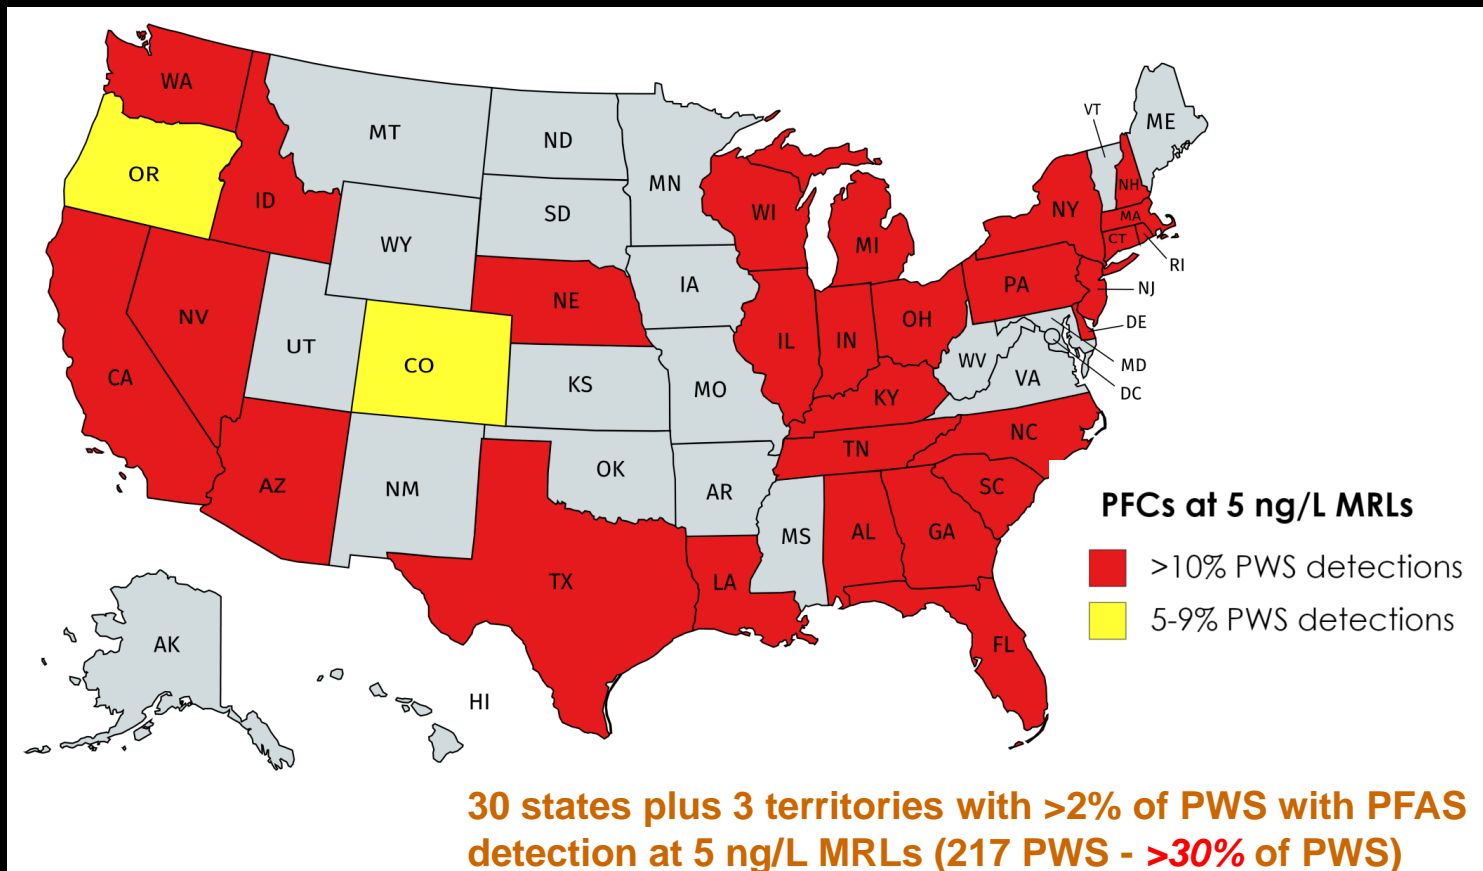 WA
MT
ND
MN
VT
ME
OR
ID
SD
WI
NY
NH
MA
CT
RI
WY
MI
IA
NE
PA
NJ
NV
UT
CO
IL
IN
OH
DE
MD
DC
WV
VA
CA
KS
MO
KY
NC
TN
AZ
NM
OK
AR
SC
MS
AL
GA
TX
LA
FL
AK
HI
PFCs at 5 ng/L MRLs
>10% PWS detections
5-9% PWS detections
30 states plus 3 territories with >2% of PWS with PFAS
detection at 5 ng/L MRLs (217 PWS - >30% of PWS)